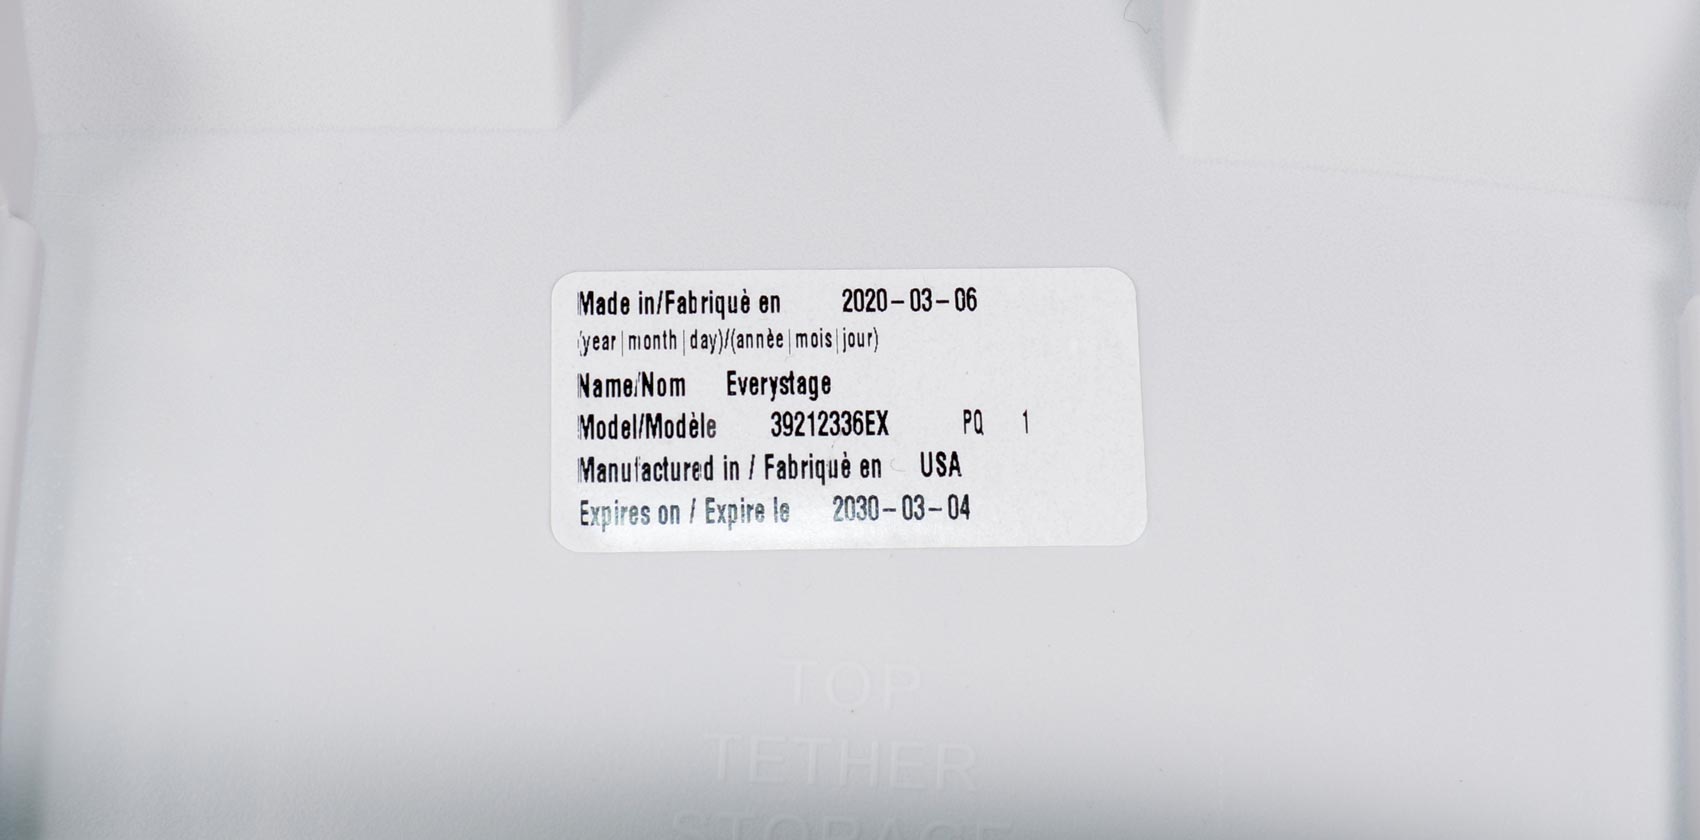 Made in/Fabriquè en 2020-03-06
(year|month|day)/(annèe|mois|jour)
Name/Nom Everystage
Model/Modèle 39212336EX PQ 1
Manufactured in / Fabriquè en USA
Expires on / Expire le 2030-03-04
TOP
TETHER
STORAGE